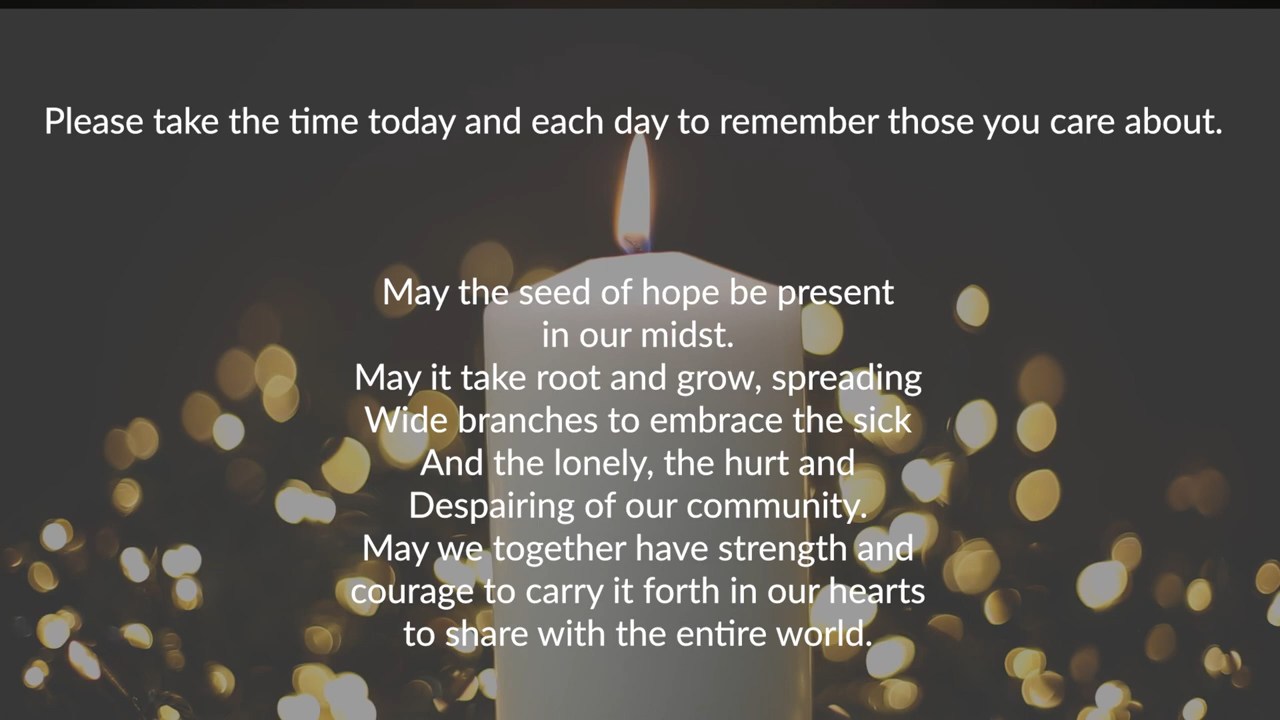 Please take the time today and each day to remember those you care about.
May the seed of hope be present
in our midst.
May it take root and grow, spreading
Wide branches to embrace the sick
And the lonely, the hurt and
Despairing of our community.
May we together have strength and
courage to carry it forth in our hearts
to share with the entire world.